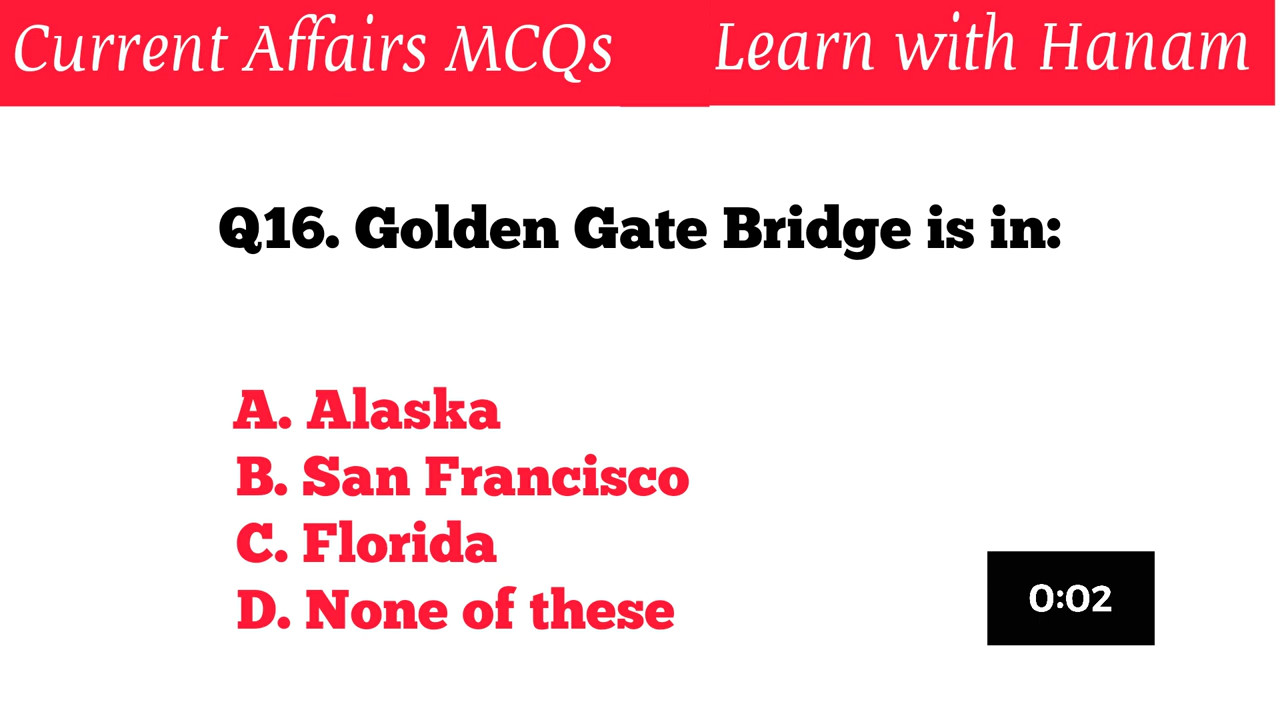 Current Affairs MCQs
Learn with Hanam
Q16. Golden Gate Bridge is in:
A. Alaska
B. San Francisco
C. Florida
D. None of these
0:02